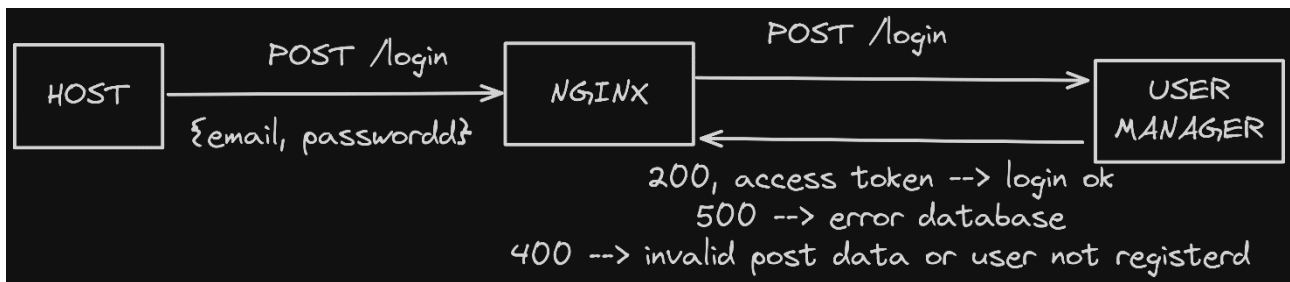 HOST
POST /login
{email, passwordd}
NGINX
POST /login
USER
MANAGER
200, access token --> login ok
500 --> error database
400 --> invalid post data or user not registerd